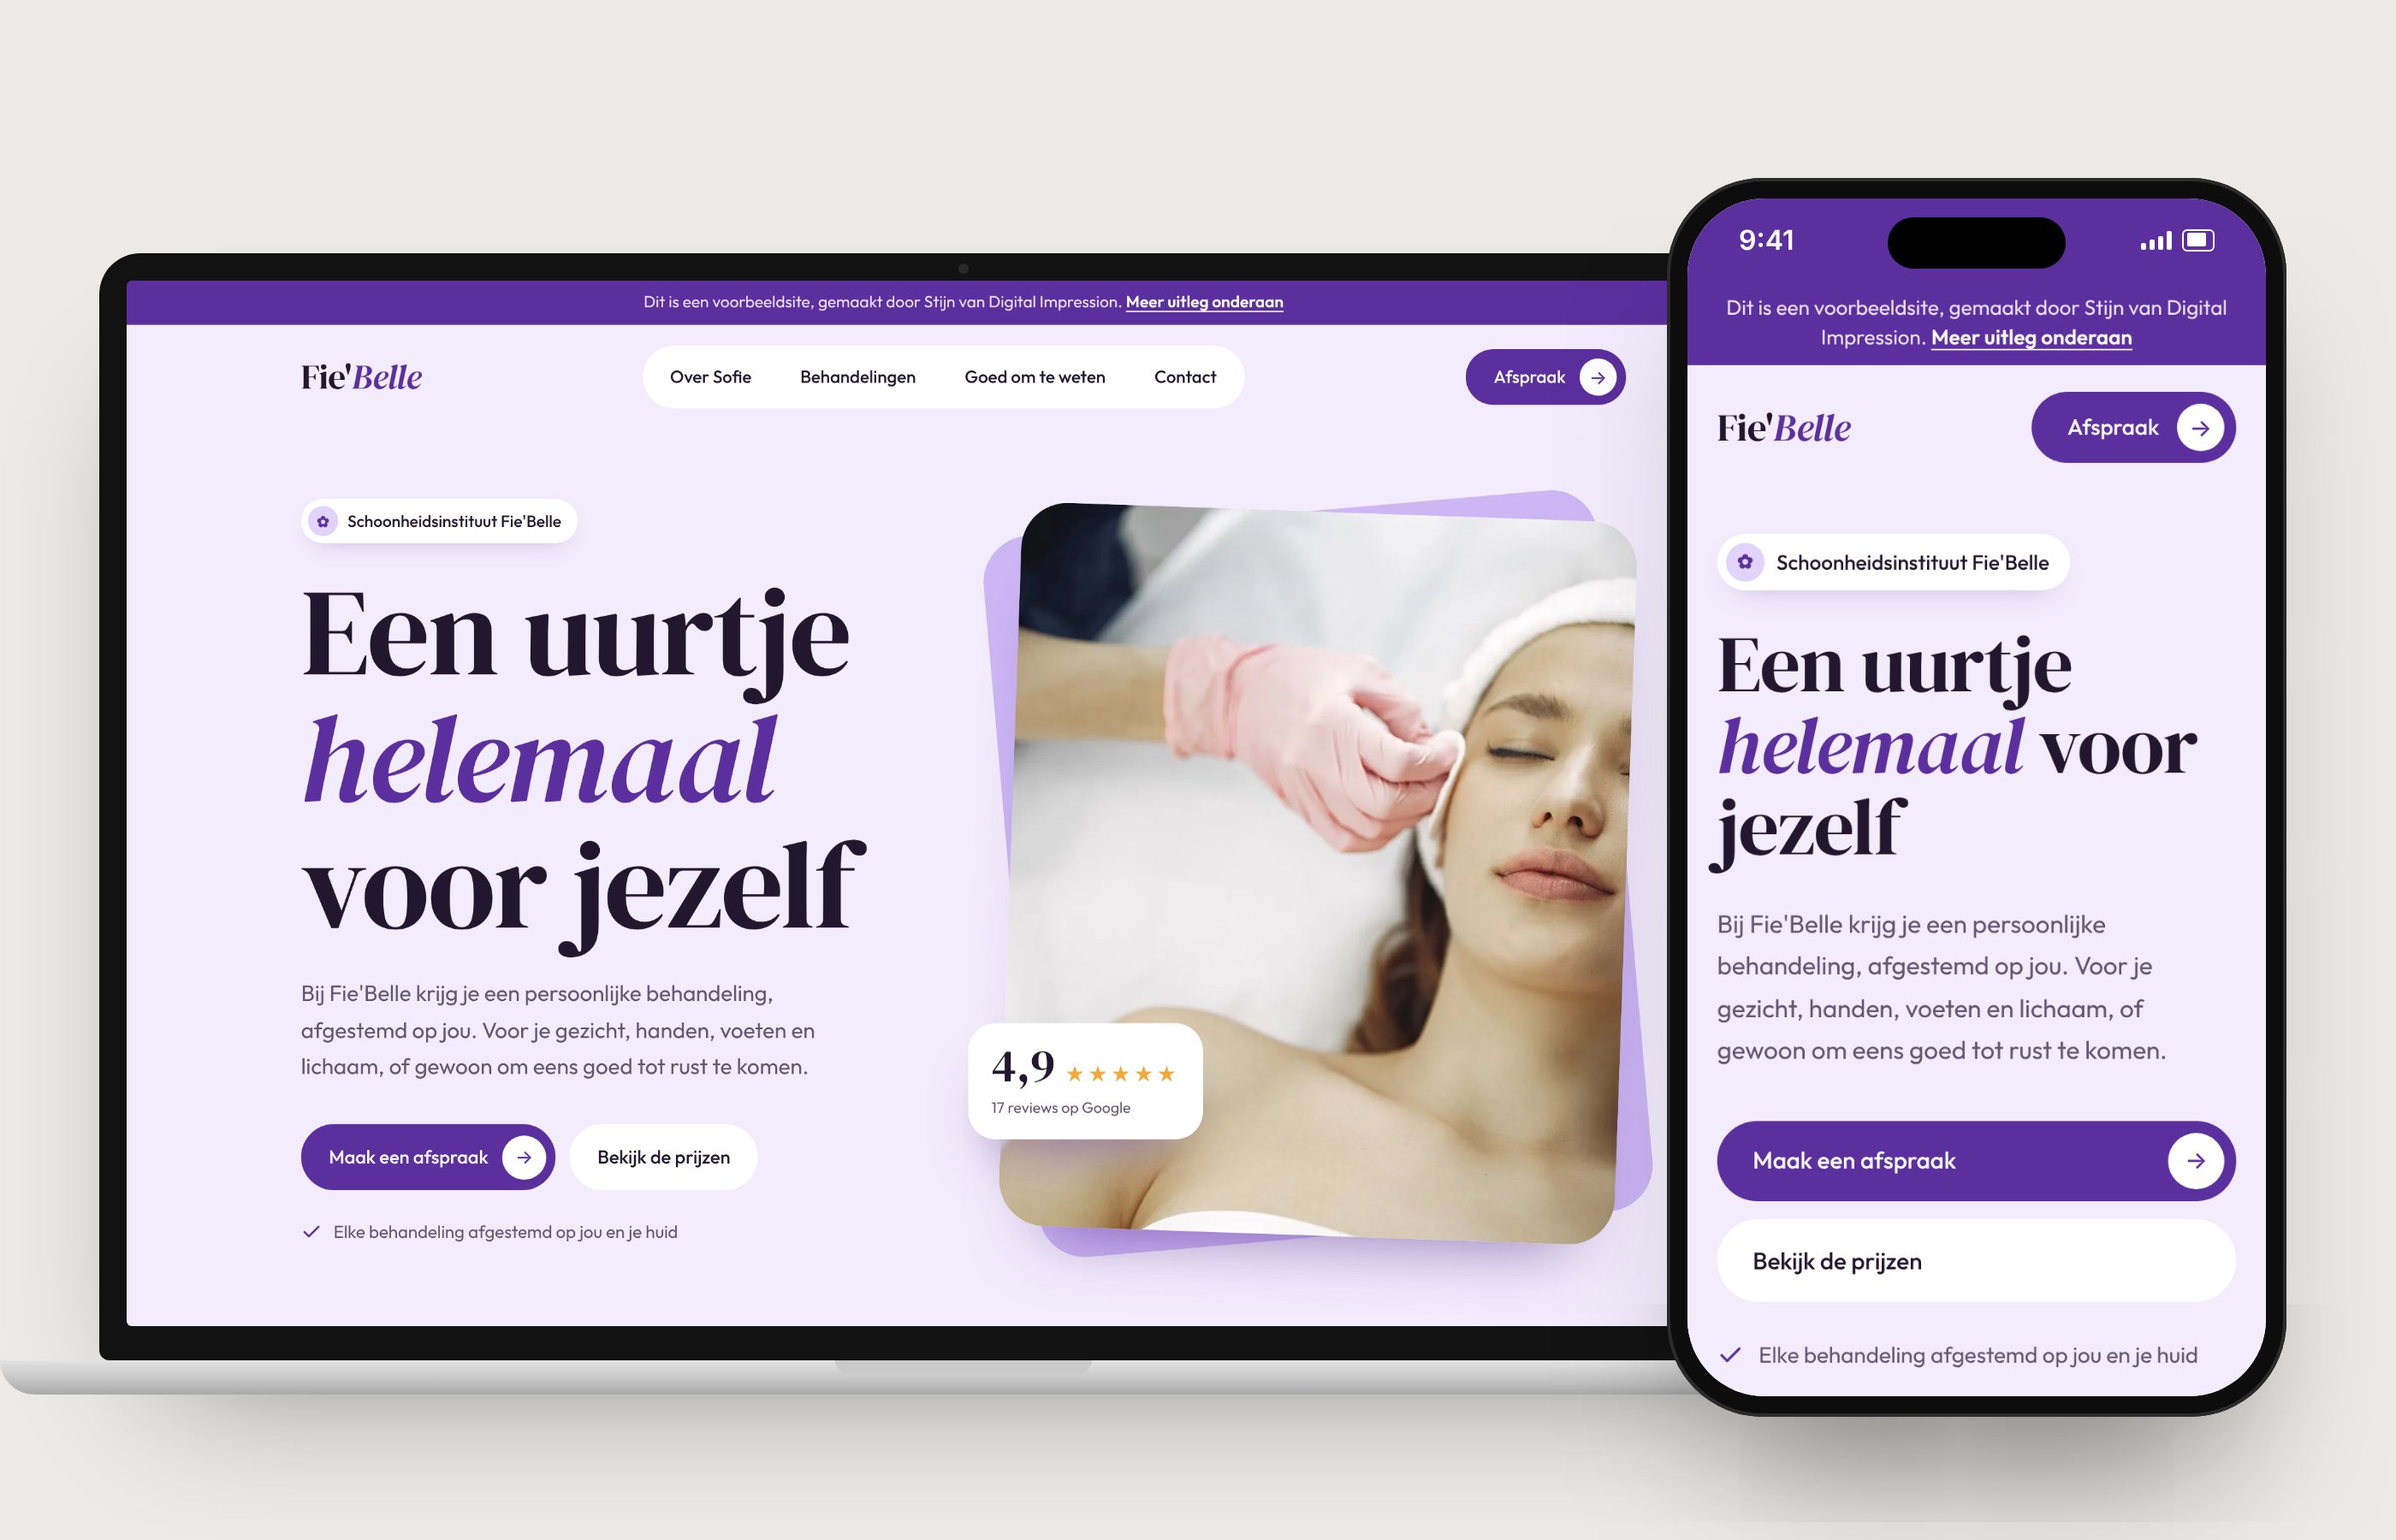 Dit is een voorbeeldsite, gemaakt door Stijn van Digital Impression. Meer uitleg onderaan
Fie'Belle
Over Sofie
Behandelingen
Goed om te weten
Contact
Afspraak
Schoonheidsinstituut Fie'Belle
Een uurtje
helemaal
voor jezelf
Bij Fie'Belle krijg je een persoonlijke behandeling,
afgestemd op jou. Voor je gezicht, handen, voeten en
lichaam, of gewoon om eens goed tot rust te komen.
Maak een afspraak
Bekijk de prijzen
Elke behandeling afgestemd op jou en je huid
4,9
17 reviews op Google
9:41
Dit is een voorbeeldsite, gemaakt door Stijn van Digital
Impression. Meer uitleg onderaan
Fie'Belle
Afspraak
Schoonheidsinstituut Fie'Belle
Een uurtje
helemaal voor
jezelf
Bij Fie'Belle krijg je een persoonlijke
behandeling, afgestemd op jou. Voor je
gezicht, handen, voeten en lichaam, of
gewoon om eens goed tot rust te komen.
Maak een afspraak
Bekijk de prijzen
Elke behandeling afgestemd op jou en je huid